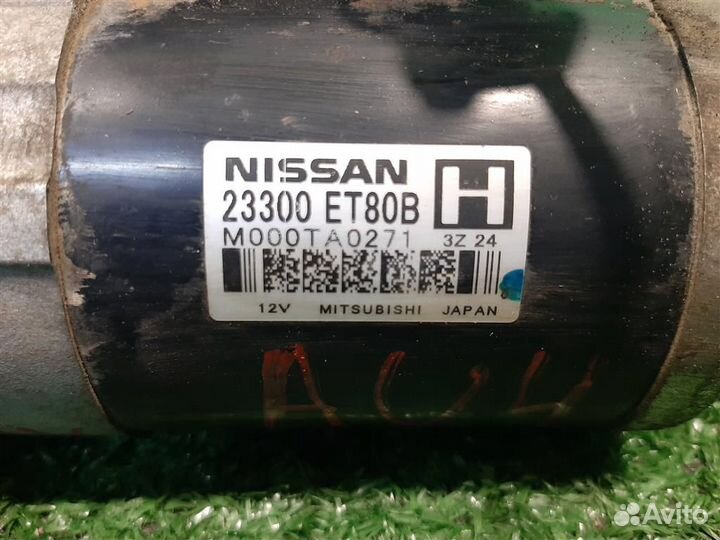 NISSAN
H
23300 ET80B
M000TA0271 3Z 24
12V MITSUBISHI JAPAN
Avito